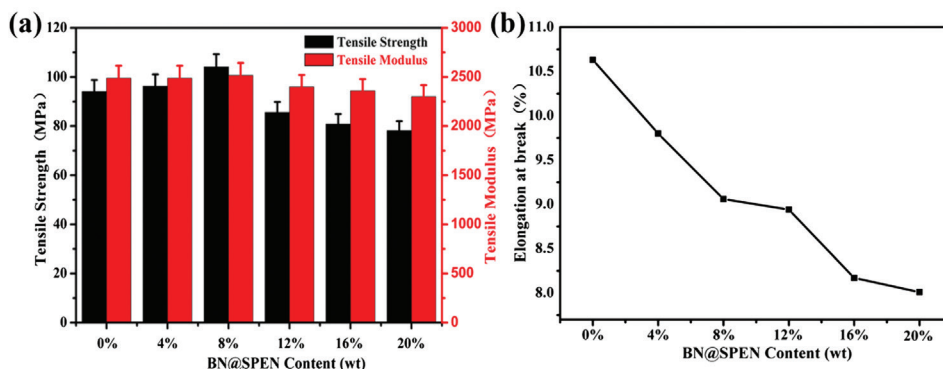 (a)
Tensile Strength
Tensile Modulus
120
100
80
60
40
20
0
Tensile Strength（MPa）
3000
2500
2000
1500
1000
500
0
Tensile Modulus（MPa）
0% 4% 8% 12% 16% 20%
BN@SPEN Content (wt)
(b)
11.0
10.5
10.0
9.5
9.0
8.5
8.0
Elongation at break（%）
0% 4% 8% 12% 16% 20%
BN@SPEN Content (wt)